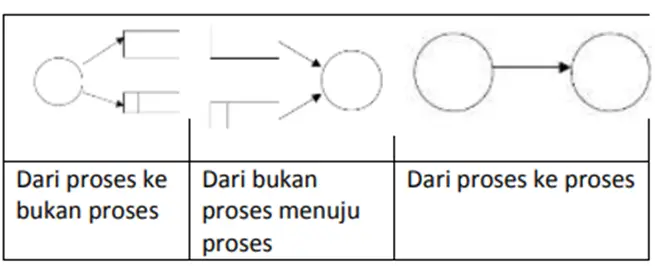 Dari proses ke
bukan proses
Dari bukan
proses menuju
proses
Dari proses ke proses